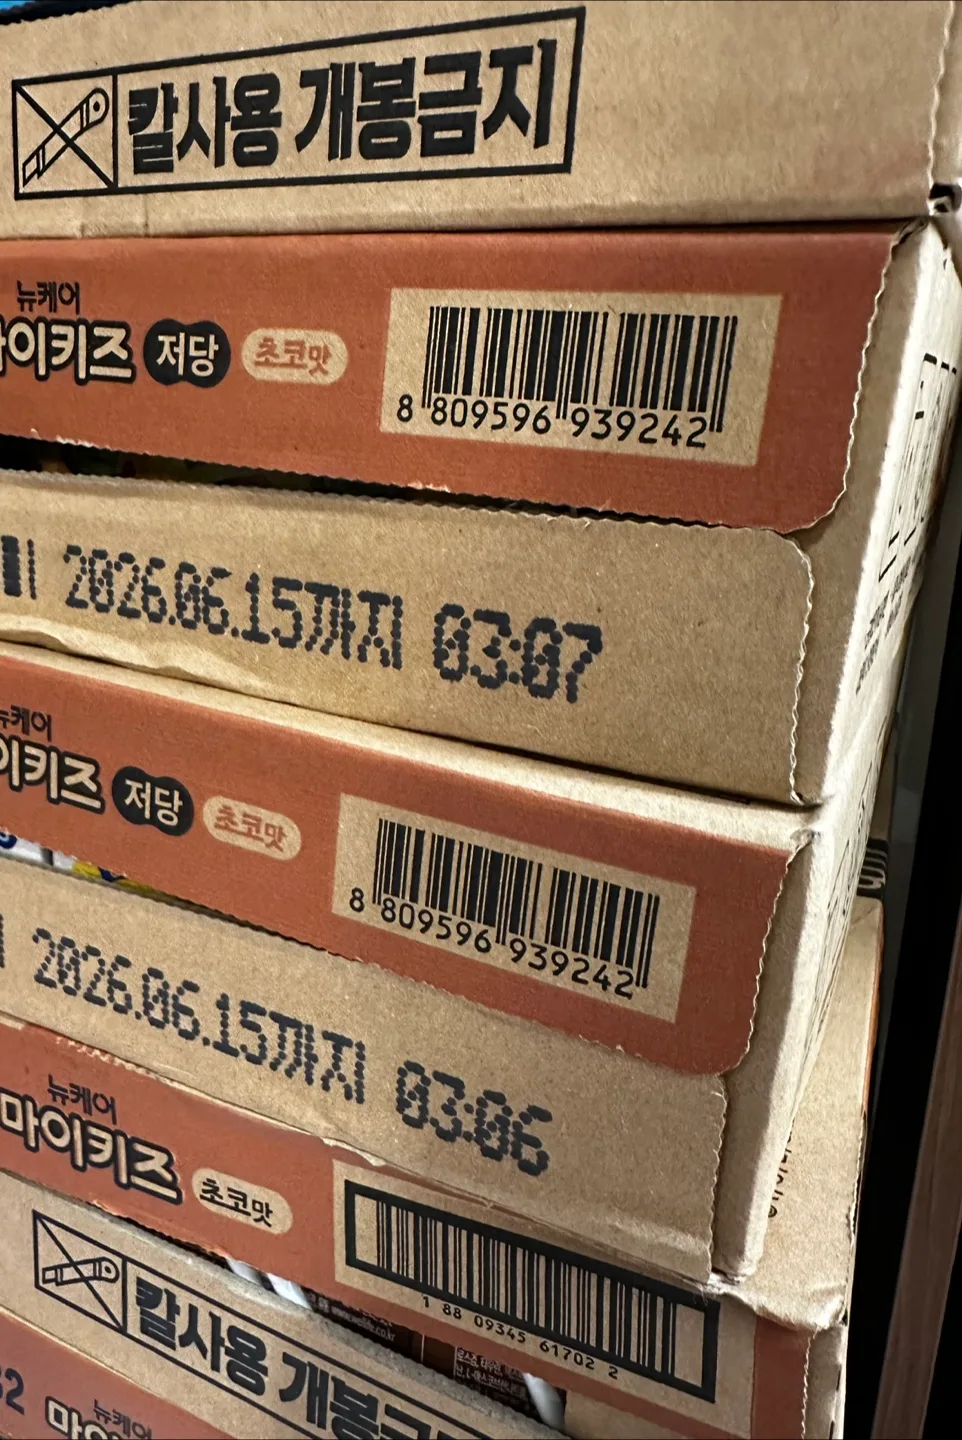 칼사용 개봉금지
뉴케어
마이키즈 저당 초코맛
8 809596 939242
2026.06.15까지 03:07
뉴케어
이키즈 저당 초코맛
8 809596 939242
2026.06.15까지 03:06
뉴케어
마이키즈 초코맛
1 88 09345 61702 2
칼사용 개봉금
뉴케어